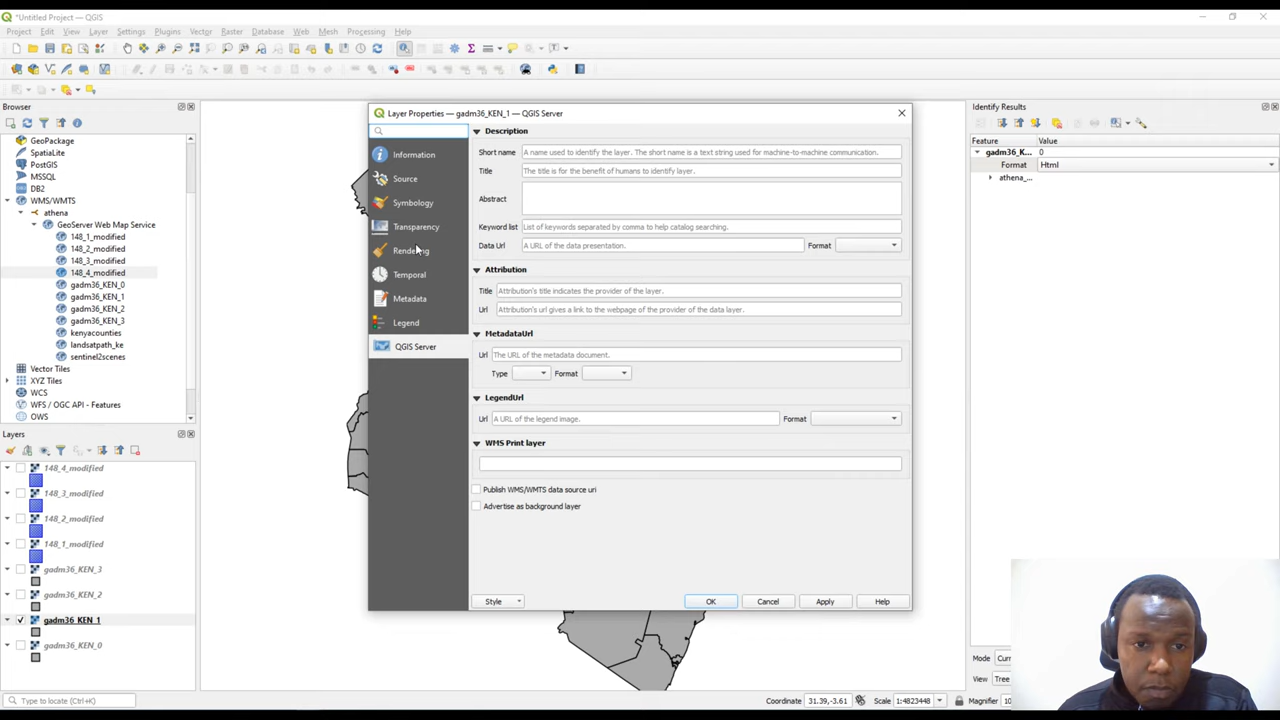 *Untitled Project — QGIS
Project Edit View Layer Settings Plugins Vector Raster Database Web Mesh Processing Help
Browser
GeoPackage
SpatiaLite
PostGIS
MSSQL
DB2
WMS/WMTS
athena
GeoServer Web Map Service
148_1_modified
148_2_modified
148_3_modified
148_4_modified
gadm36_KEN_0
gadm36_KEN_1
gadm36_KEN_2
gadm36_KEN_3
kenyacounties
landsatpath_ke
sentinel2scenes
Vector Tiles
XYZ Tiles
WCS
WFS / OGC API - Features
OWS
Layers
148_4_modified
148_3_modified
148_2_modified
148_1_modified
gadm36_KEN_3
gadm36_KEN_2
gadm36_KEN_1
gadm36_KEN_0
Layer Properties — gadm36_KEN_1 — QGIS Server
Information
Source
Symbology
Transparency
Rendering
Temporal
Metadata
Legend
QGIS Server
Description
Short name A name used to identify the layer. The short name is a text string used for machine-to-machine communication.
Title The title is for the benefit of humans to identify layer.
Abstract
Keyword list List of keywords separated by comma to help catalog searching.
Data Url A URL of the data presentation. Format
Attribution
Title Attribution's title indicates the provider of the layer.
Url Attribution's url gives a link to the webpage of the provider of the data layer.
MetadataUrl
Url The URL of the metadata document.
Type Format
LegendUrl
Url A URL of the legend image. Format
WMS Print layer
Publish WMS/WMTS data source uri
Advertise as background layer
Style OK Cancel Apply Help
Identify Results
Feature Value
gadm36_K... 0
Format Html
athena_...
Mode Curr
View Tree
Type to locate (Ctrl+K)
Coordinate 31.39,-3.61 Scale 1:4823448 Magnifier 10